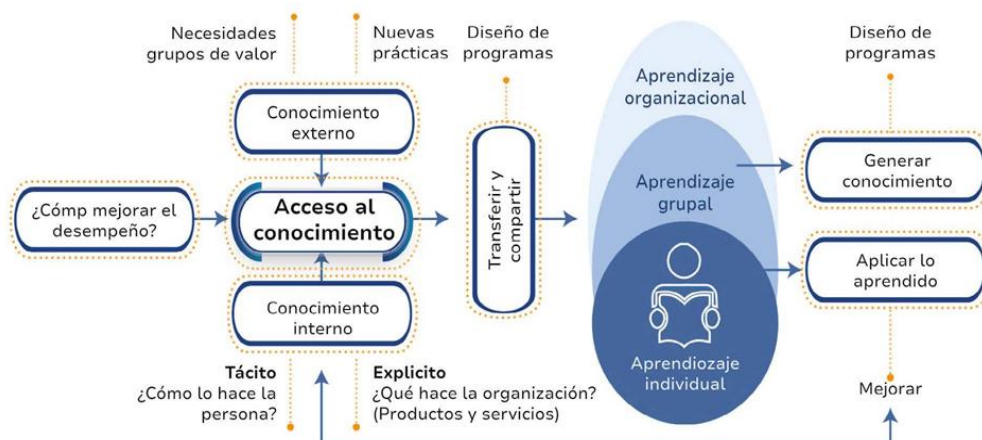 Necesidades
grupos de valor
Nuevas
prácticas
Diseño de
programas
Diseño de
programas
Conocimiento
externo
Aprendizaje
organizacional
Generar
conocimiento
¿Cómp mejorar el
desempeño?
Acceso al
conocimiento
Transferir y
compartir
Aprendizaje
grupal
Aplicar lo
aprendido
Conocimiento
interno
Aprendiozaje
individual
Tácito
¿Cómo lo hace la
persona?
Explicito
¿Qué hace la organización?
(Productos y servicios)
Mejorar